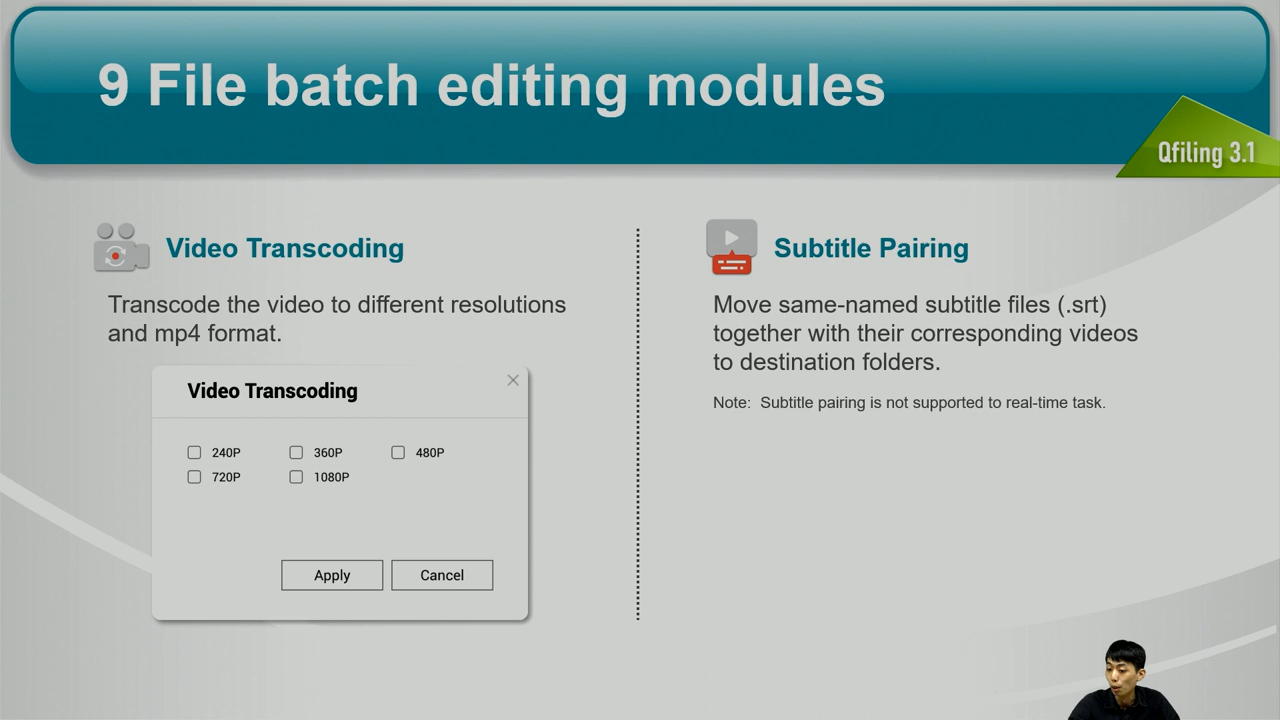 9 File batch editing modules
Qfiling 3.1
Video Transcoding
Transcode the video to different resolutions
and mp4 format.
Video Transcoding
240P 360P 480P
720P 1080P
Apply Cancel
Subtitle Pairing
Move same-named subtitle files (.srt)
together with their corresponding videos
to destination folders.
Note: Subtitle pairing is not supported to real-time task.